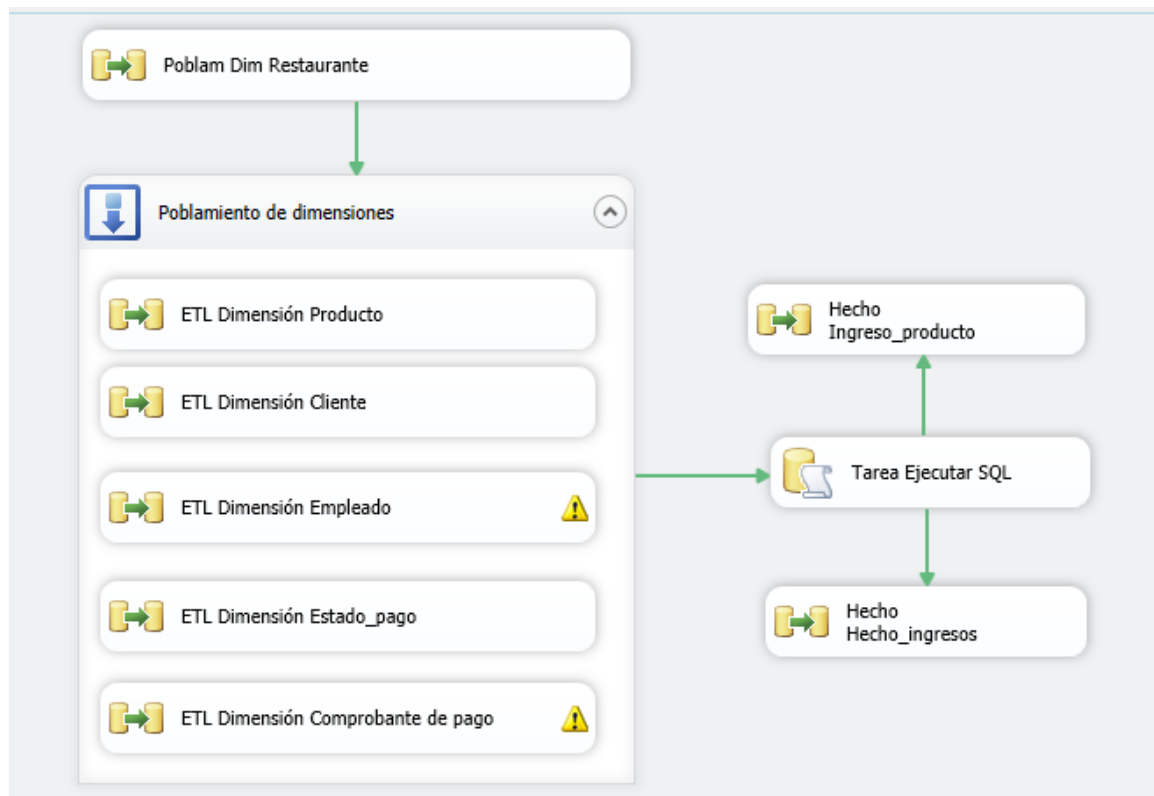 Poblam Dim Restaurante
Poblamiento de dimensiones
ETL Dimensión Producto
ETL Dimensión Cliente
ETL Dimensión Empleado
ETL Dimensión Estado_pago
ETL Dimensión Comprobante de pago
Hecho
Ingreso_producto
Tarea Ejecutar SQL
Hecho
Hecho_ingresos